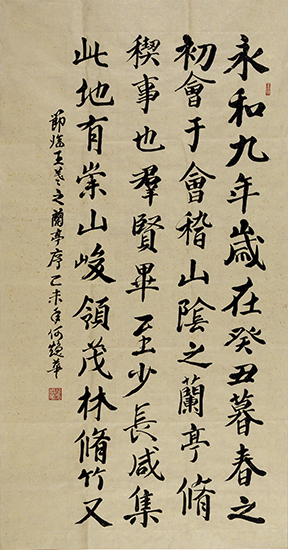 永和九年歲在癸丑暮春之
初會于會稽山陰之蘭亭脩
稧事也羣賢畢至少長咸集
此地有崇山峻領茂林脩竹又
節臨王羲之蘭亭序己未年何
華